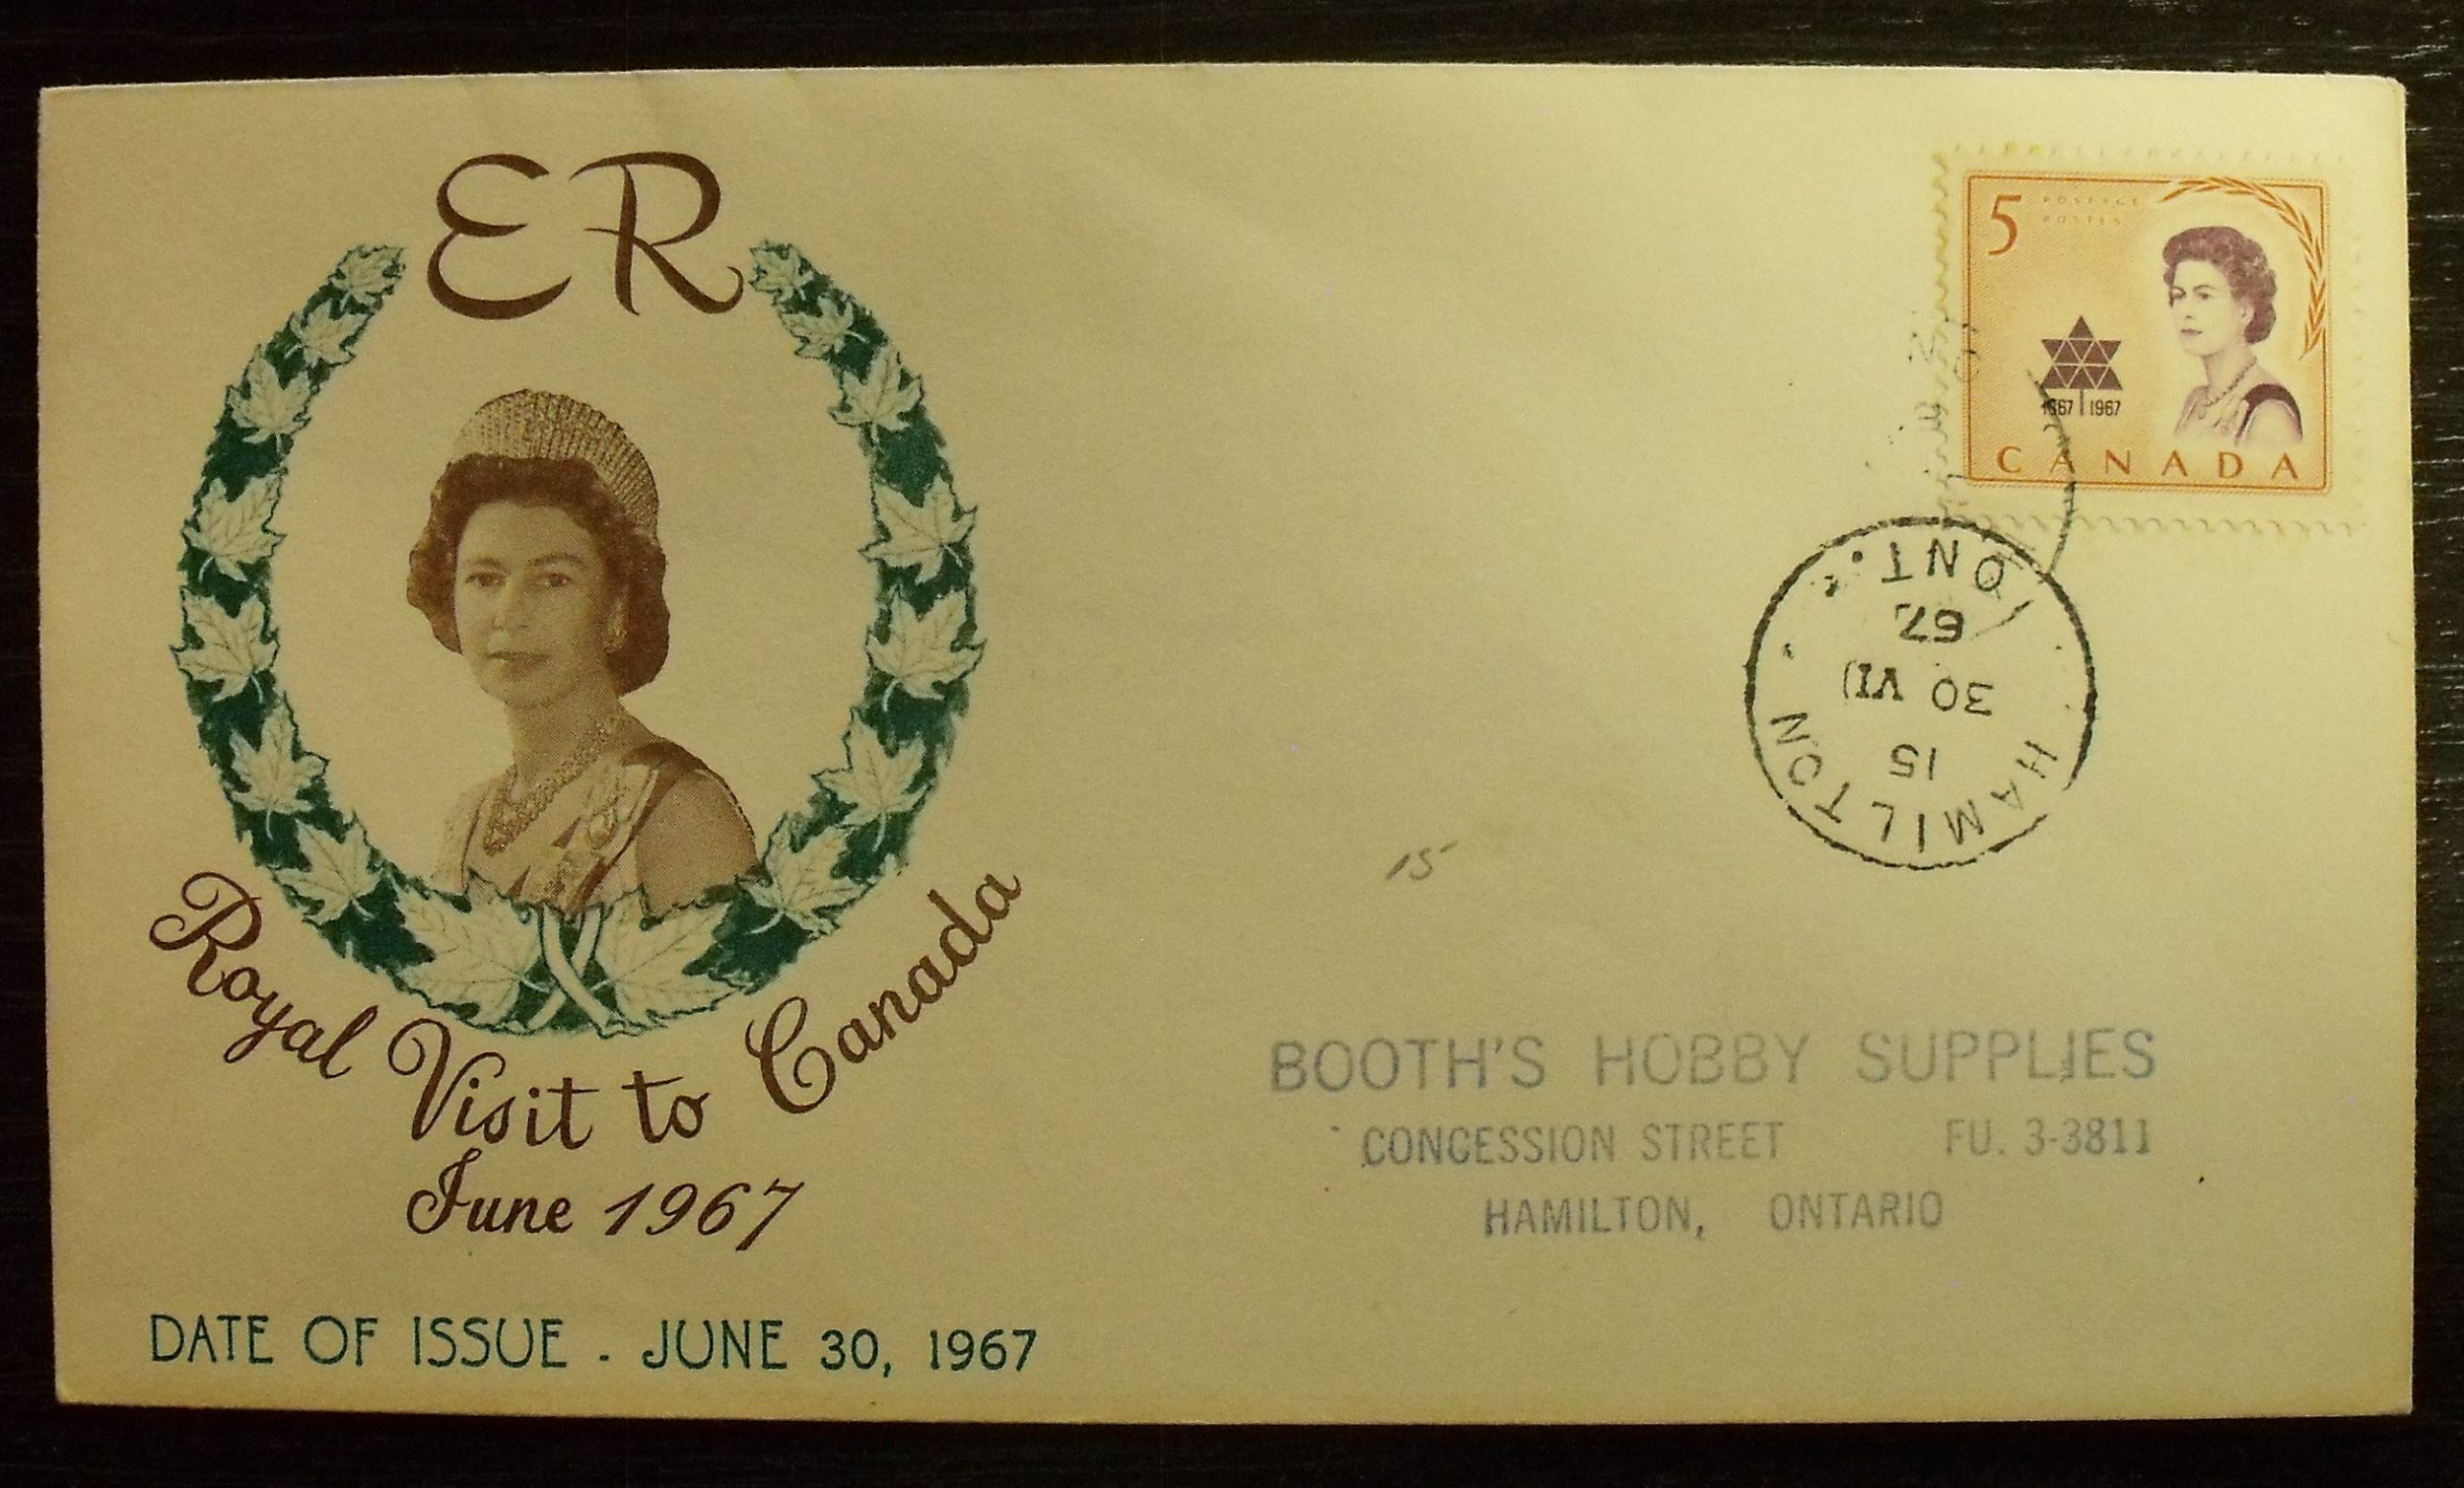 ER
Royal Visit to Canada
June 1967
DATE OF ISSUE - JUNE 30, 1967
5
POSTAGE
POSTES
1867 1967
CANADA
HAMILTON
15
30 VI
67
ONT.
15
BOOTH'S HOBBY SUPPLIES
CONCESSION STREET FU. 3-3811
HAMILTON, ONTARIO